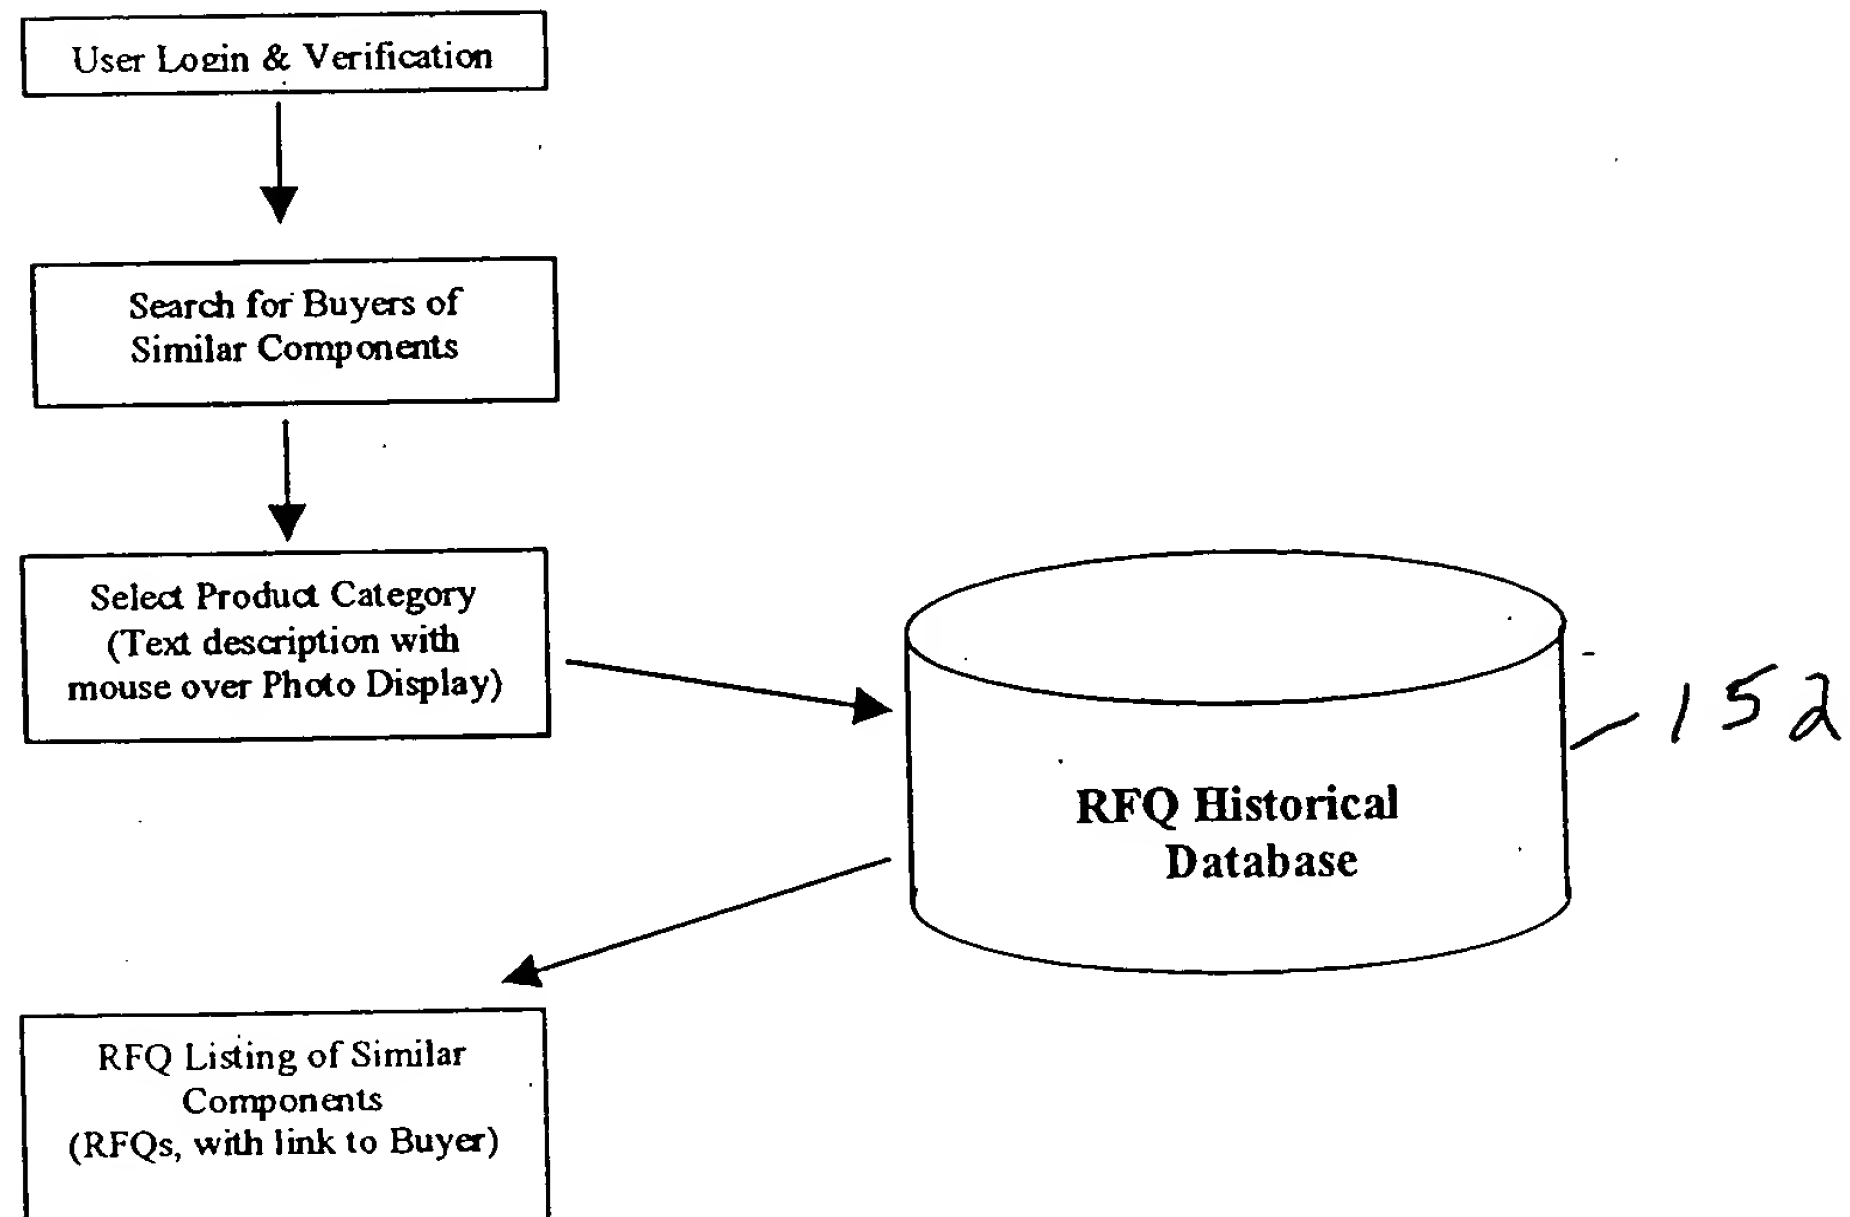 User Login & Verification
Search for Buyers of
Similar Components
Select Product Category
(Text description with
mouse over Photo Display)
152
RFQ Historical
Database
RFQ Listing of Similar
Components
(RFQs, with link to Buyer)